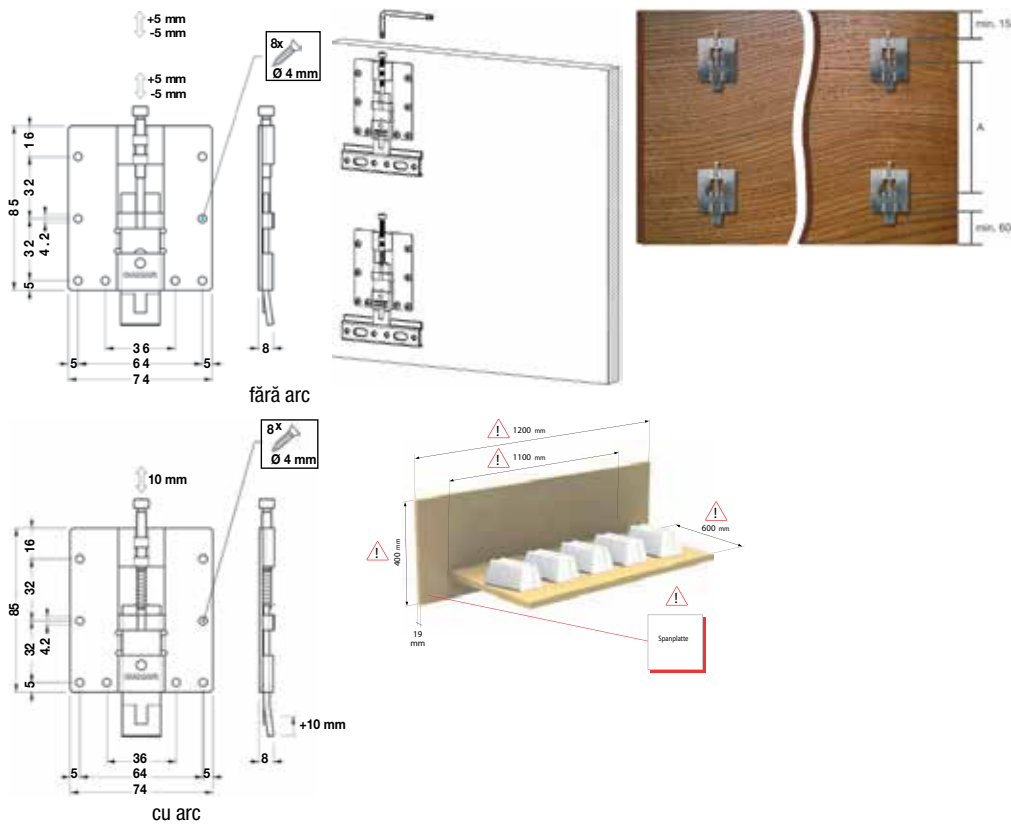 +5 mm
-5 mm
8x
Ø 4 mm
+5 mm
-5 mm
16
32
85
4.2
32
5
36
5 64 5
74
8
fără arc
min. 15
A
min. 60
8x
Ø 4 mm
10 mm
16
32
85
4.2
32
5
+10 mm
36
5 64 5
74
8
cu arc
! 1200 mm
! 1100 mm
!
600 mm
!
400 mm
!
19
mm
Spanplatte